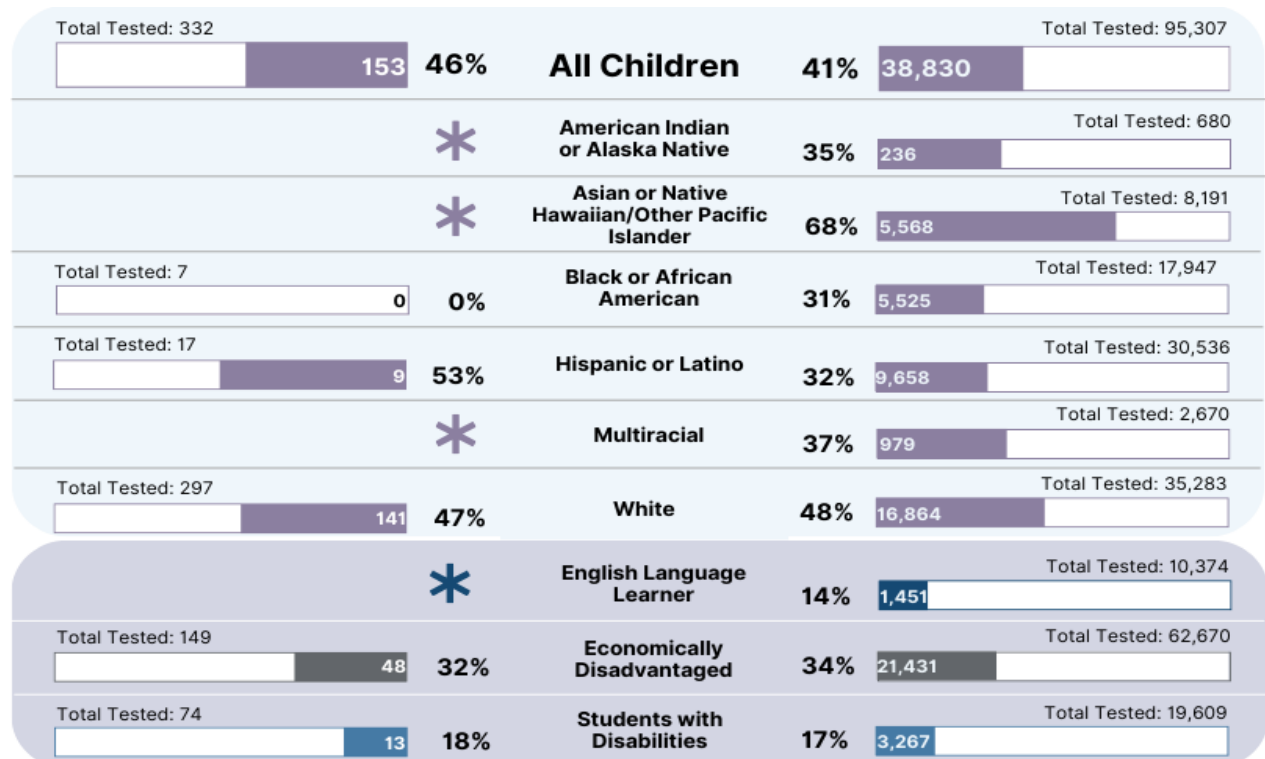 Total Tested: 332
Total Tested: 95,307
153 46% All Children 41% 38,830
* American Indian
or Alaska Native
Total Tested: 680
35% 236
* Asian or Native
Hawaiian/Other Pacific
Islander
Total Tested: 8,191
68% 5,568
Total Tested: 7
0 0%
Black or African
American
Total Tested: 17,947
31% 5,525
Total Tested: 17
9 53%
Hispanic or Latino
Total Tested: 30,536
32% 9,658
* Multiracial
Total Tested: 2,670
37% 979
Total Tested: 297
141 47%
White
Total Tested: 35,283
48% 16,864
* English Language
Learner
Total Tested: 10,374
14% 1,451
Total Tested: 149
48 32%
Economically
Disadvantaged
Total Tested: 62,670
34% 21,431
Total Tested: 74
13 18%
Students with
Disabilities
Total Tested: 19,609
17% 3,267